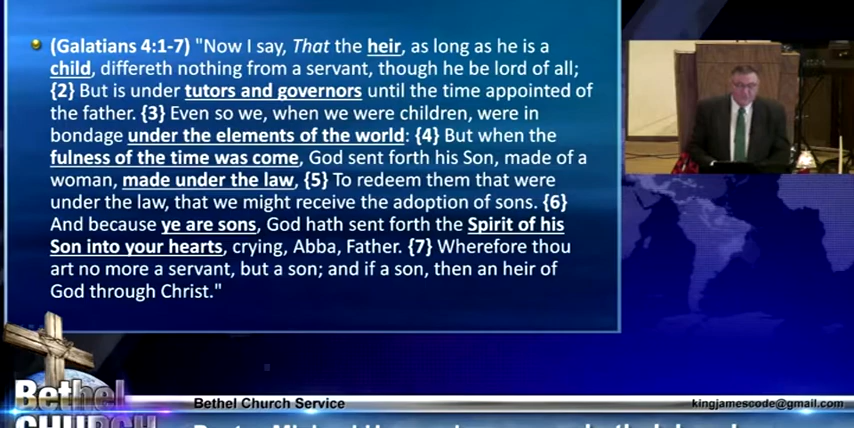 (Galatians 4:1-7) "Now I say, That the heir, as long as he is a
child, differeth nothing from a servant, though he be lord of all;
{2} But is under tutors and governors until the time appointed of
the father. {3} Even so we, when we were children, were in
bondage under the elements of the world: {4} But when the
fulness of the time was come, God sent forth his Son, made of a
woman, made under the law, {5} To redeem them that were
under the law, that we might receive the adoption of sons. {6}
And because ye are sons, God hath sent forth the Spirit of his
Son into your hearts, crying, Abba, Father. {7} Wherefore thou
art no more a servant, but a son; and if a son, then an heir of
God through Christ."
Bethel
CHURCH
Bethel Church Service
kingjamescode@gmail.com